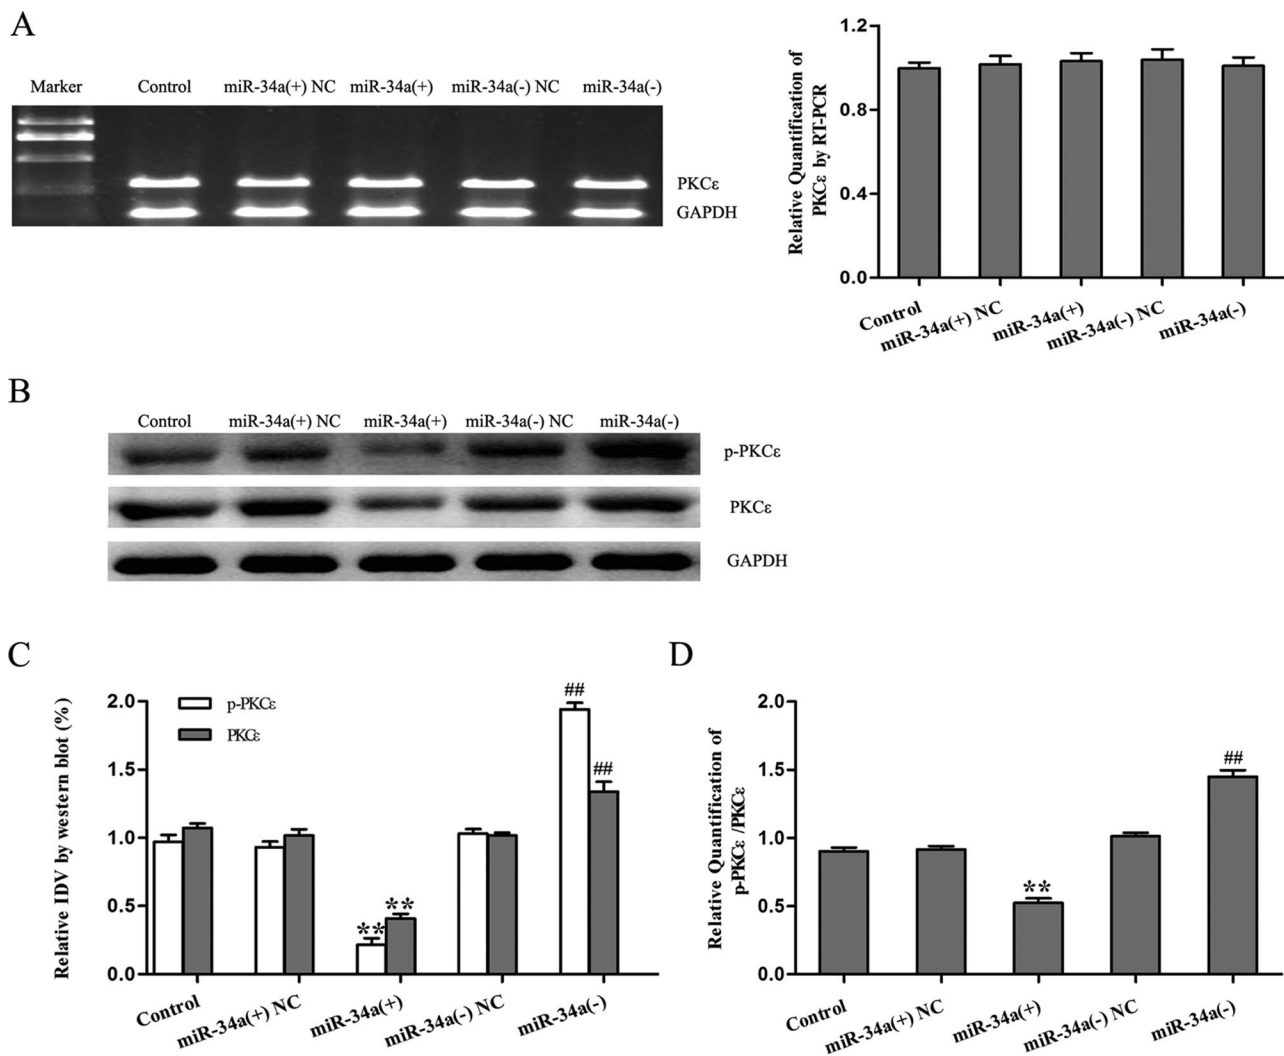 A
Marker Control miR-34a(+) NC miR-34a(+) miR-34a(-) NC miR-34a(-)
PKCε
GAPDH
Relative Quantification of
PKCε by RT-PCR
1.2
0.8
0.4
0.0
Control miR-34a(+) NC miR-34a(+) miR-34a(-) NC miR-34a(-)
B
Control miR-34a(+) NC miR-34a(+) miR-34a(-) NC miR-34a(-)
p-PKCε
PKCε
GAPDH
C
Relative IDV by western blot (%)
2.0
1.5
1.0
0.5
0.0
p-PKCε
PKCε
** ** ## ##
Control miR-34a(+) NC miR-34a(+) miR-34a(-) NC miR-34a(-)
D
Relative Quantification of
p-PKCε /PKCε
2.0
1.5
1.0
0.5
0.0
** ##
Control miR-34a(+) NC miR-34a(+) miR-34a(-) NC miR-34a(-)